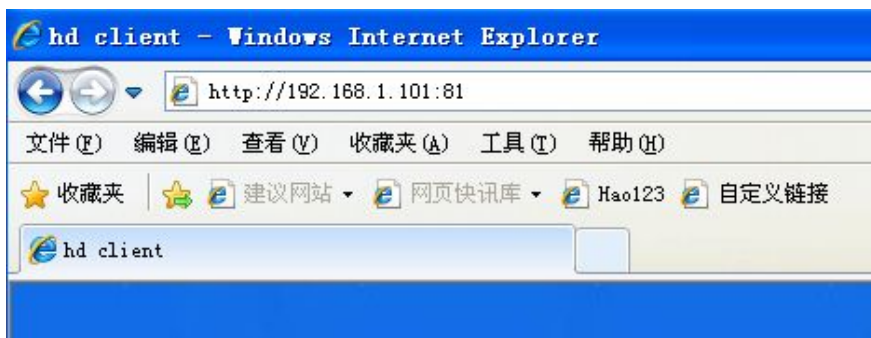 hd client - Windows Internet Explorer
http://192.168.1.101:81
文件(F) 编辑(E) 查看(V) 收藏夹(A) 工具(T) 帮助(H)
收藏夹 建议网站 网页快讯库 Hao123 自定义链接
hd client